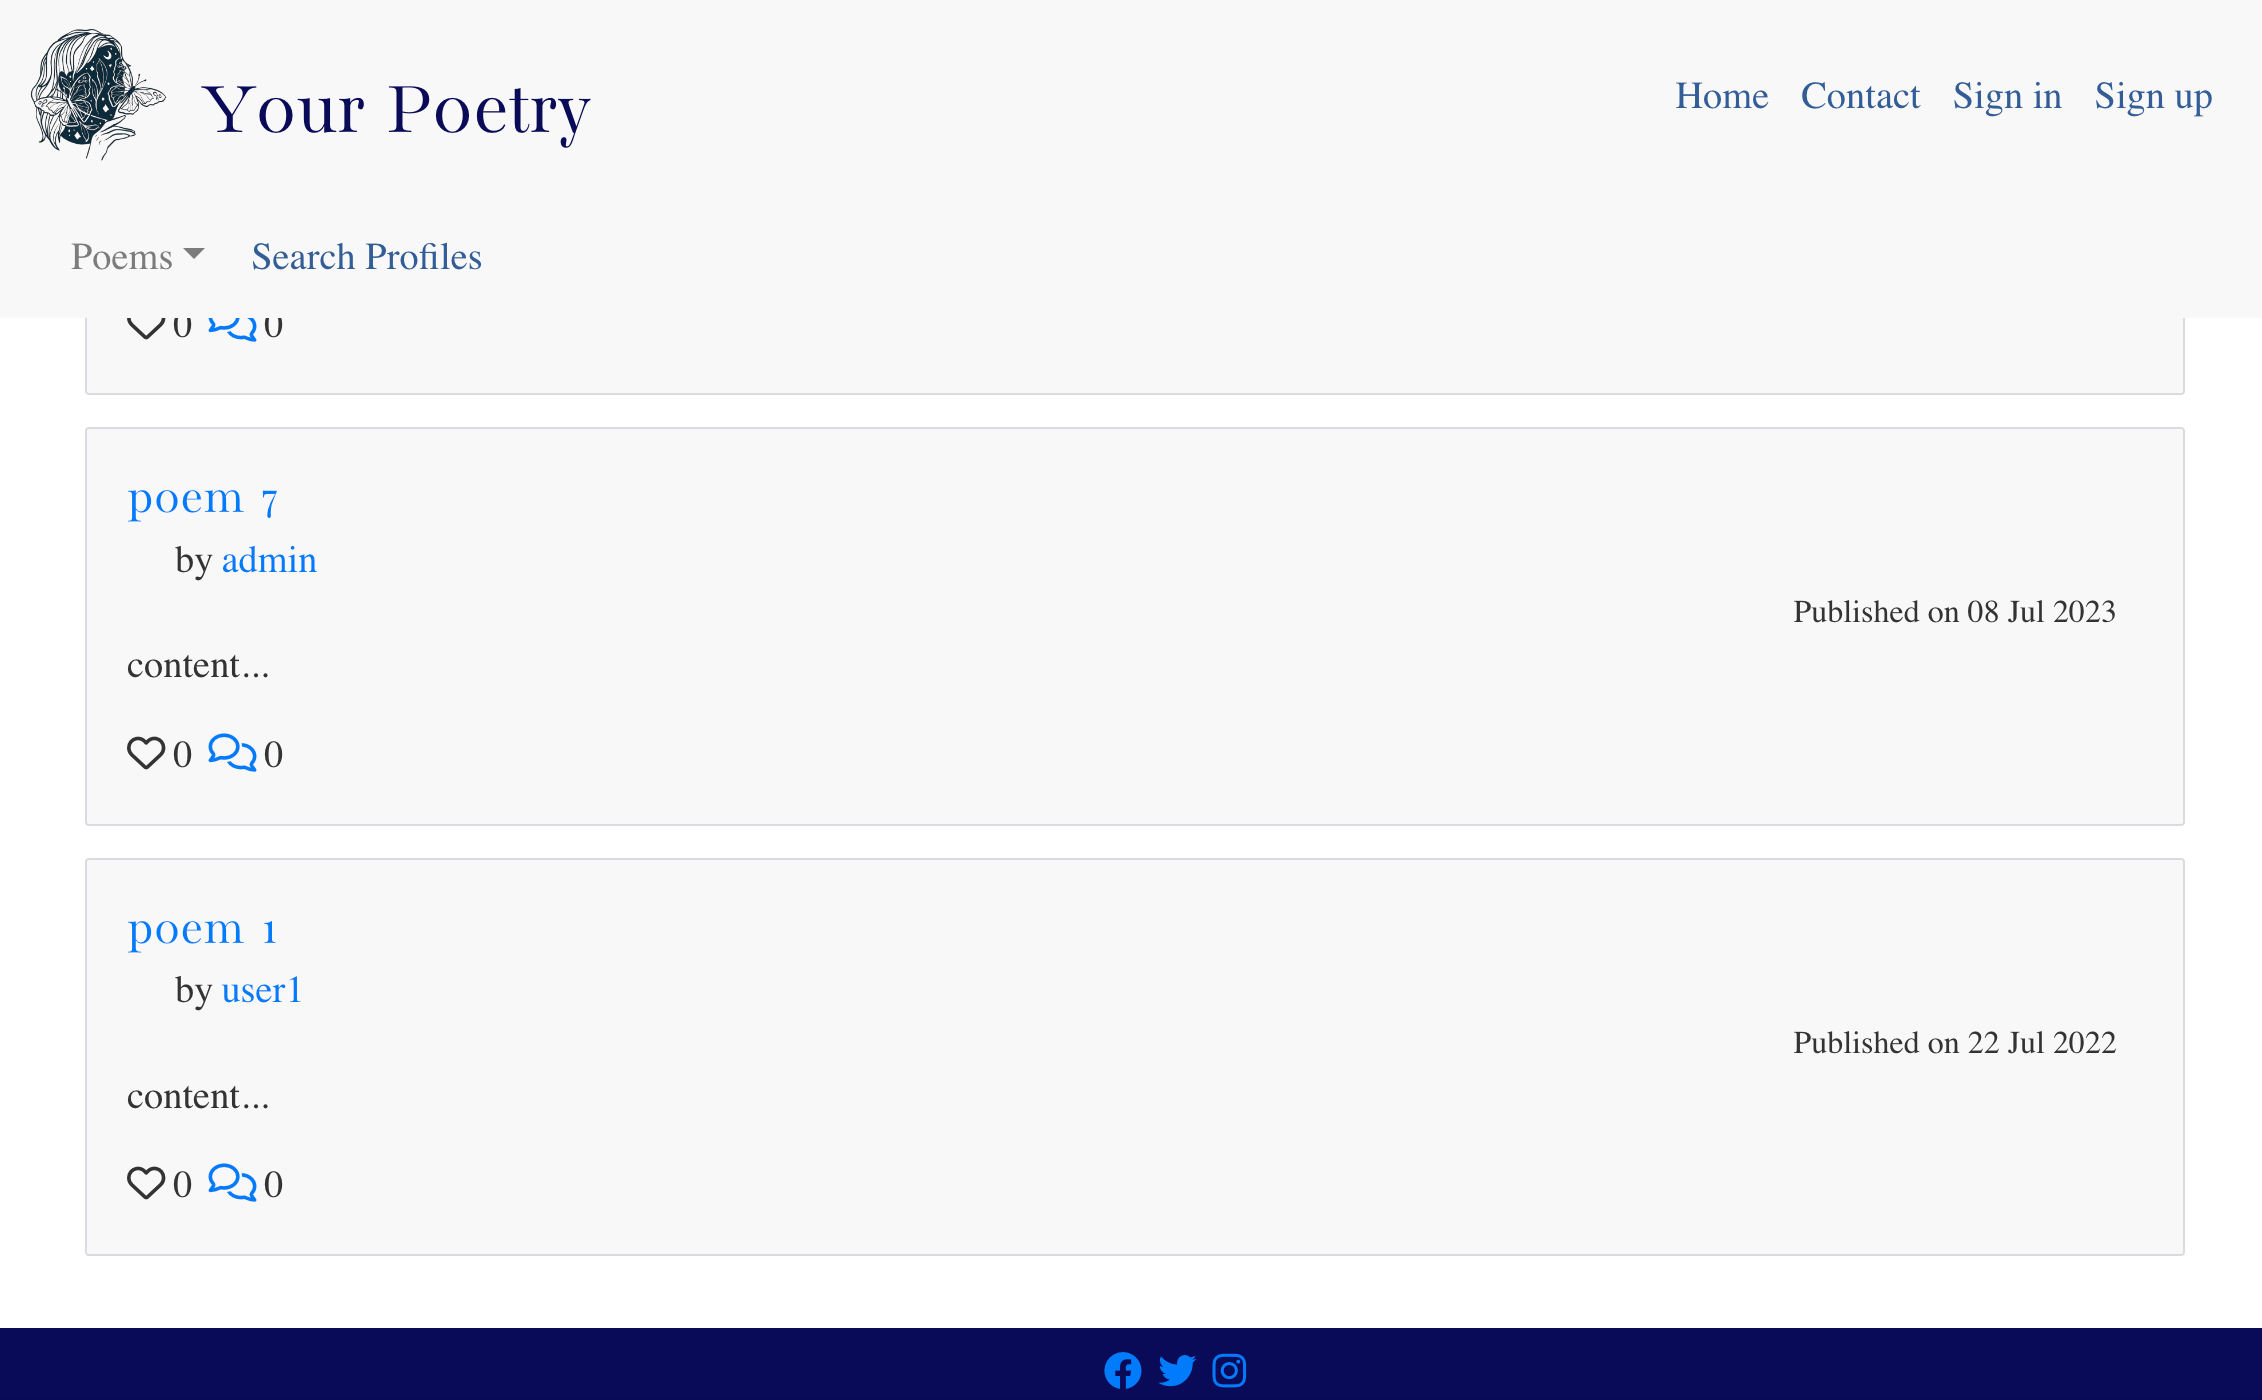 Your Poetry
Home Contact Sign in Sign up
Poems Search Profiles
0 0
poem 7
by admin
Published on 08 Jul 2023
content...
0 0
poem 1
by user1
Published on 22 Jul 2022
content...
0 0